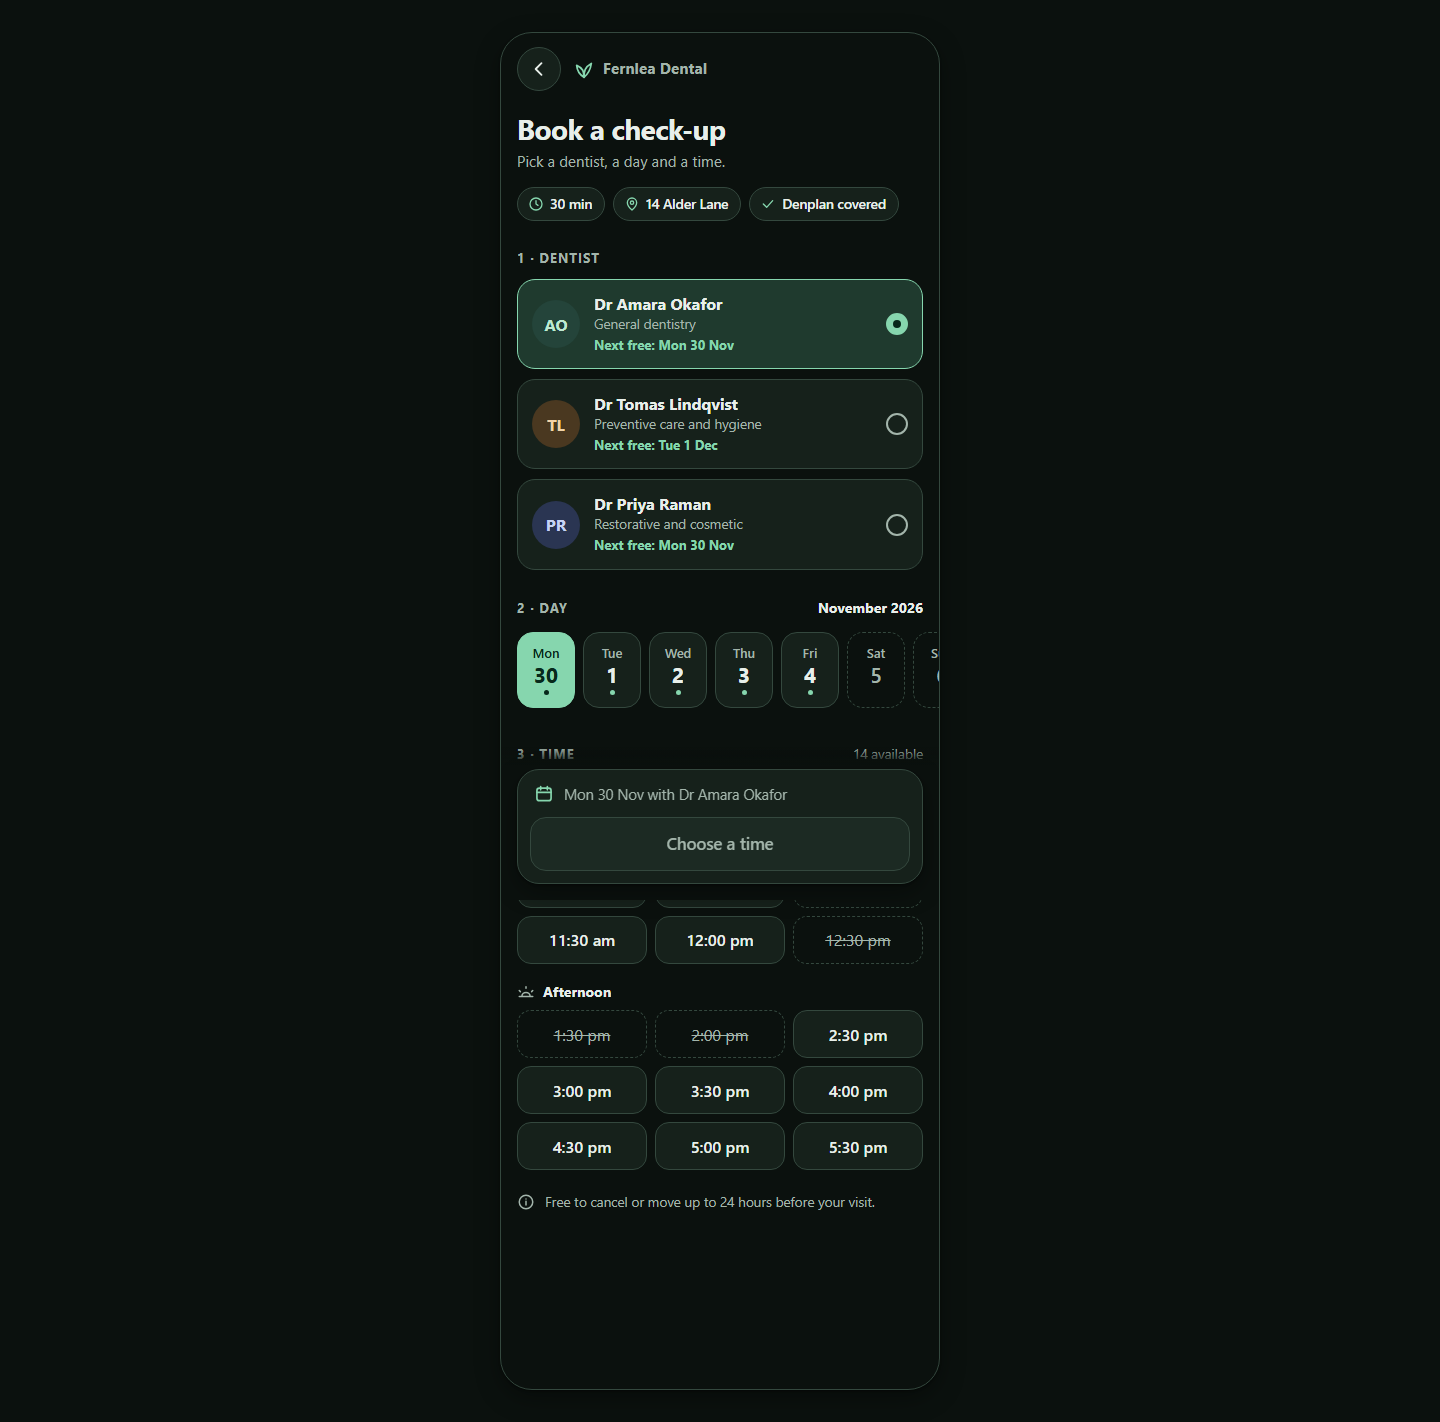 Fernlea Dental
Book a check-up
Pick a dentist, a day and a time.
30 min
14 Alder Lane
Denplan covered
1 · DENTIST
AO
Dr Amara Okafor
General dentistry
Next free: Mon 30 Nov
TL
Dr Tomas Lindqvist
Preventive care and hygiene
Next free: Tue 1 Dec
PR
Dr Priya Raman
Restorative and cosmetic
Next free: Mon 30 Nov
2 · DAY
November 2026
Mon
30
Tue
1
Wed
2
Thu
3
Fri
4
Sat
5
3 · TIME
14 available
Mon 30 Nov with Dr Amara Okafor
Choose a time
11:30 am
12:00 pm
12:30 pm
Afternoon
1:30 pm
2:00 pm
2:30 pm
3:00 pm
3:30 pm
4:00 pm
4:30 pm
5:00 pm
5:30 pm
Free to cancel or move up to 24 hours before your visit.